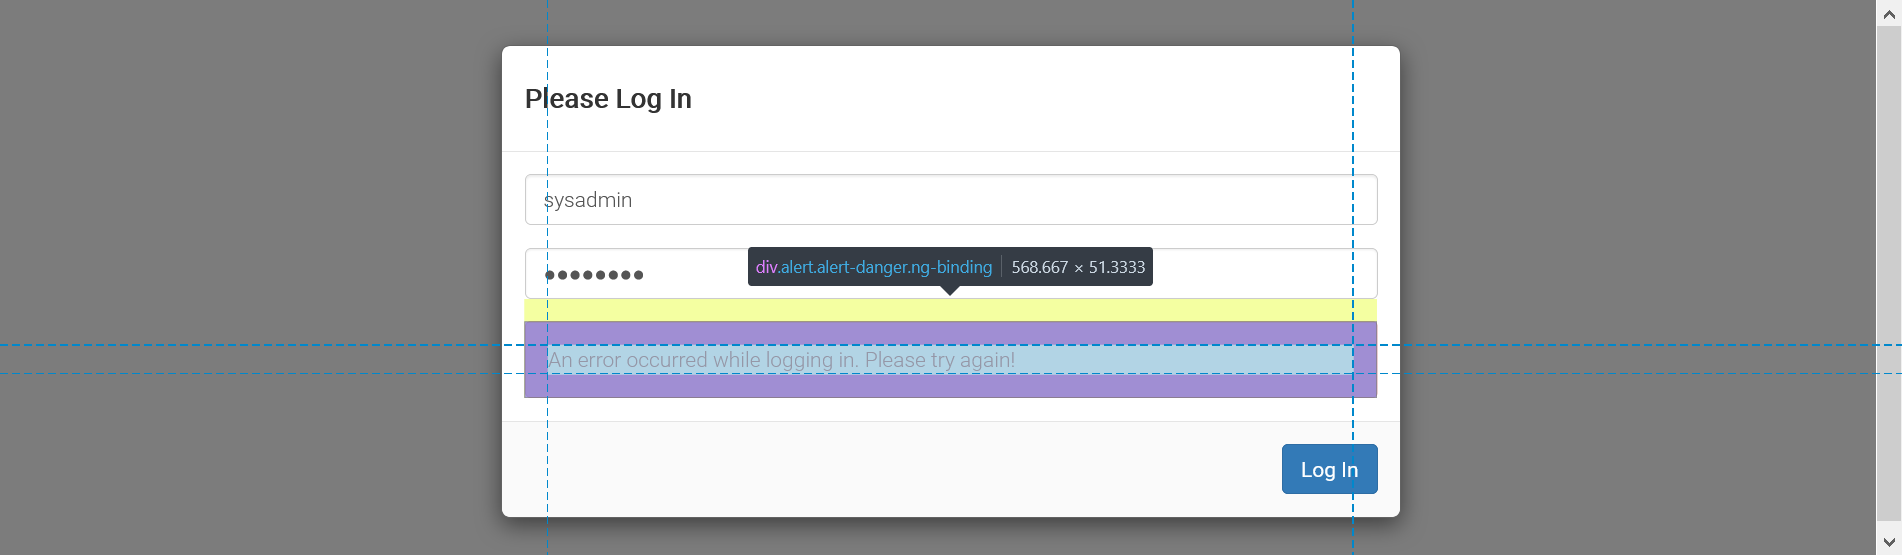 Please Log In
sysadmin
div.alert.alert-danger.ng-binding 568.667 × 51.3333
●●●●●●●●
An error occurred while logging in. Please try again!
Log In